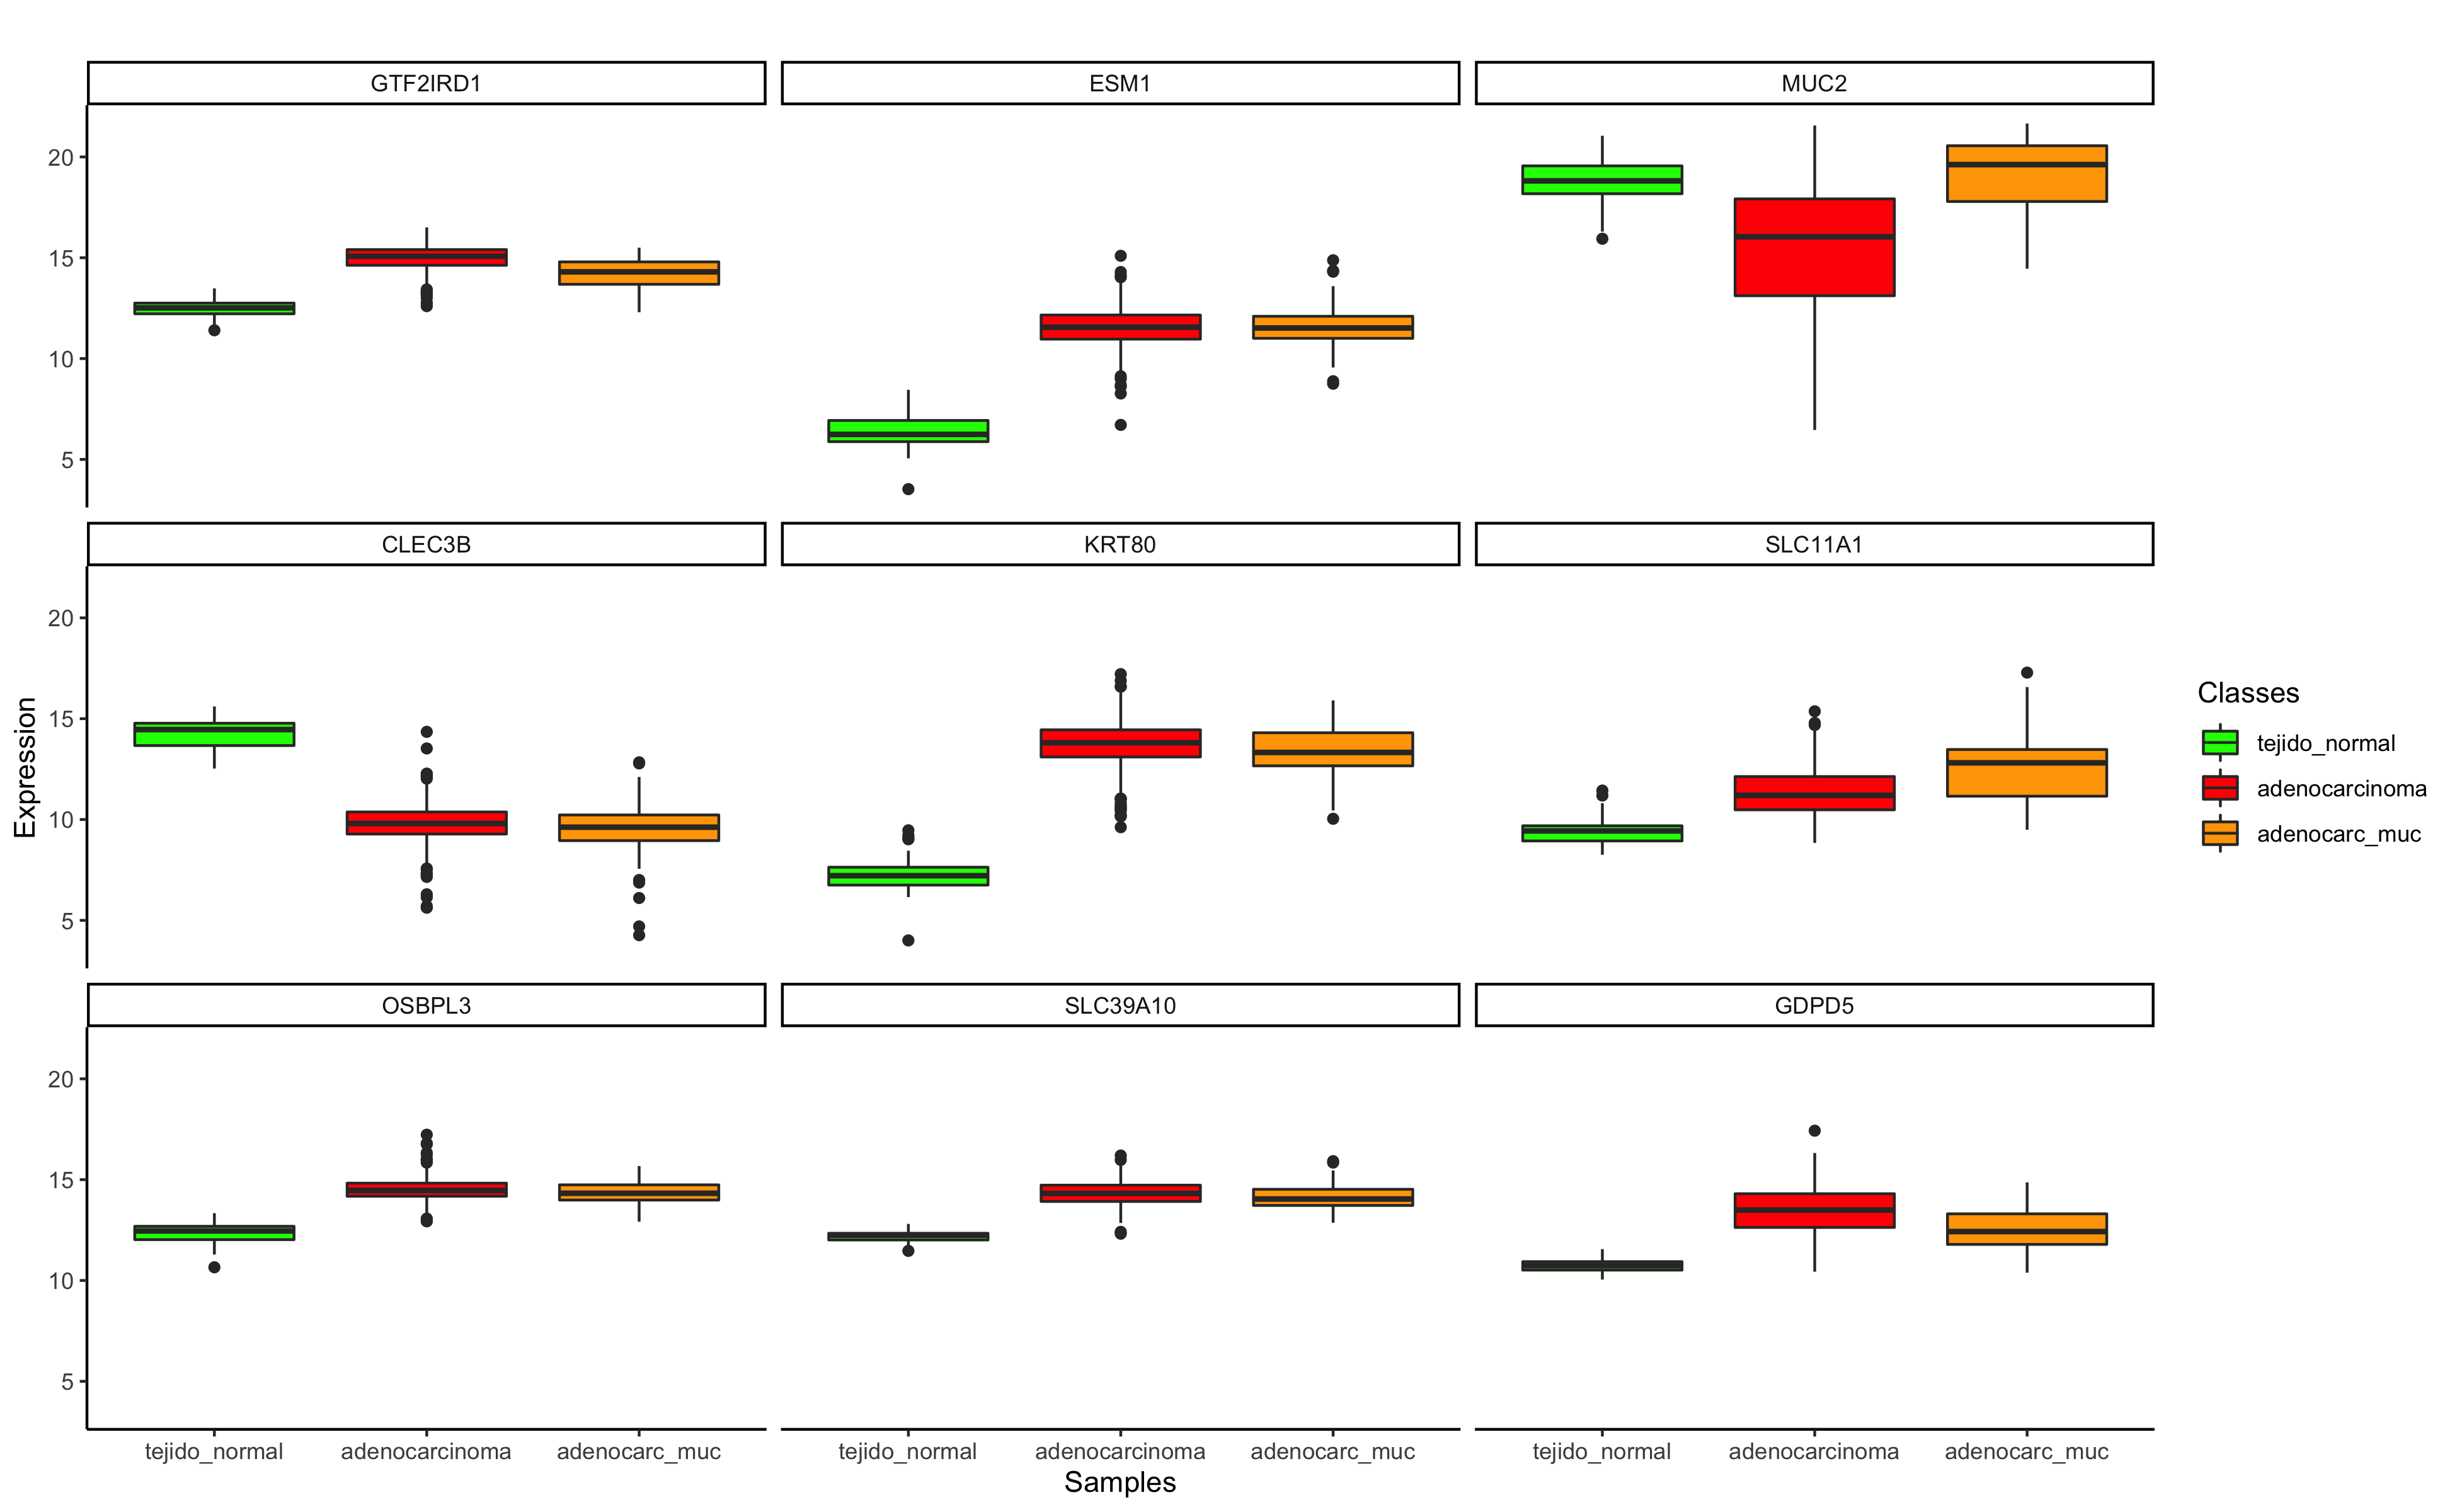 GTF2IRD1 ESM1 MUC2
20
15
10
5
CLEC3B KRT80 SLC11A1
20
15
10
5
OSBPL3 SLC39A10 GDPD5
20
15
10
5
tejido_normal adenocarcinoma adenocarc_muc tejido_normal adenocarcinoma adenocarc_muc tejido_normal adenocarcinoma adenocarc_muc
Samples
Expression
Classes
tejido_normal
adenocarcinoma
adenocarc_muc